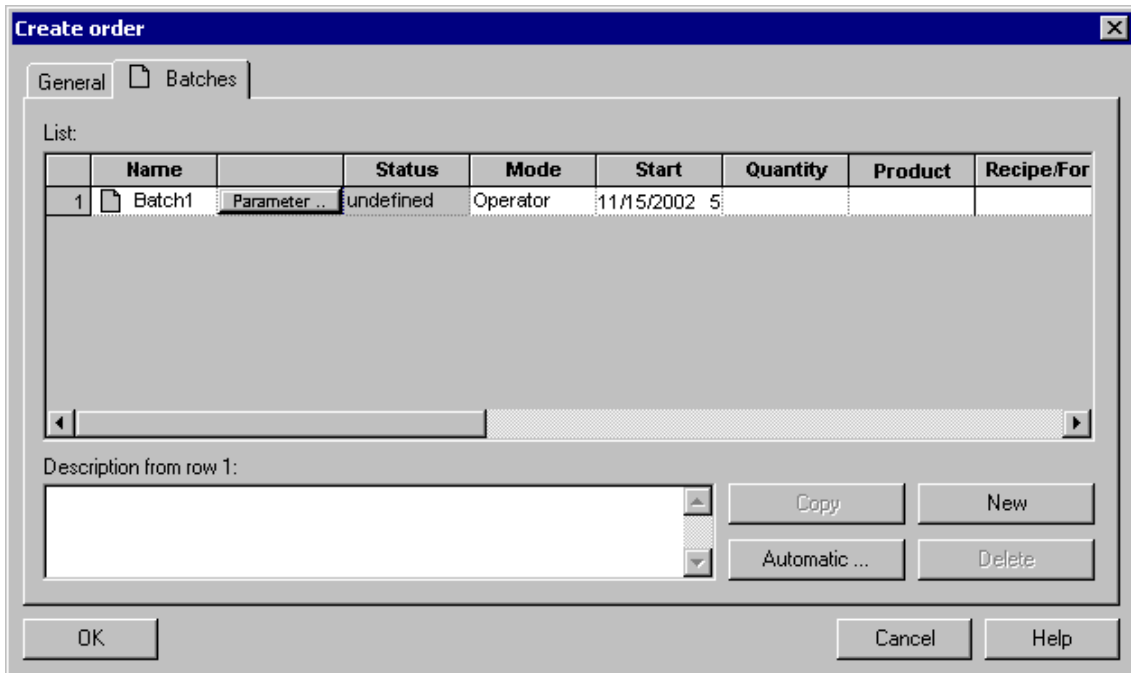 Create order
General Batches
List:
Name Status Mode Start Quantity Product Recipe/For
1 Batch1 Parameter .. undefined Operator 11/15/2002 5
Description from row 1:
Copy New
Automatic ... Delete
OK Cancel Help